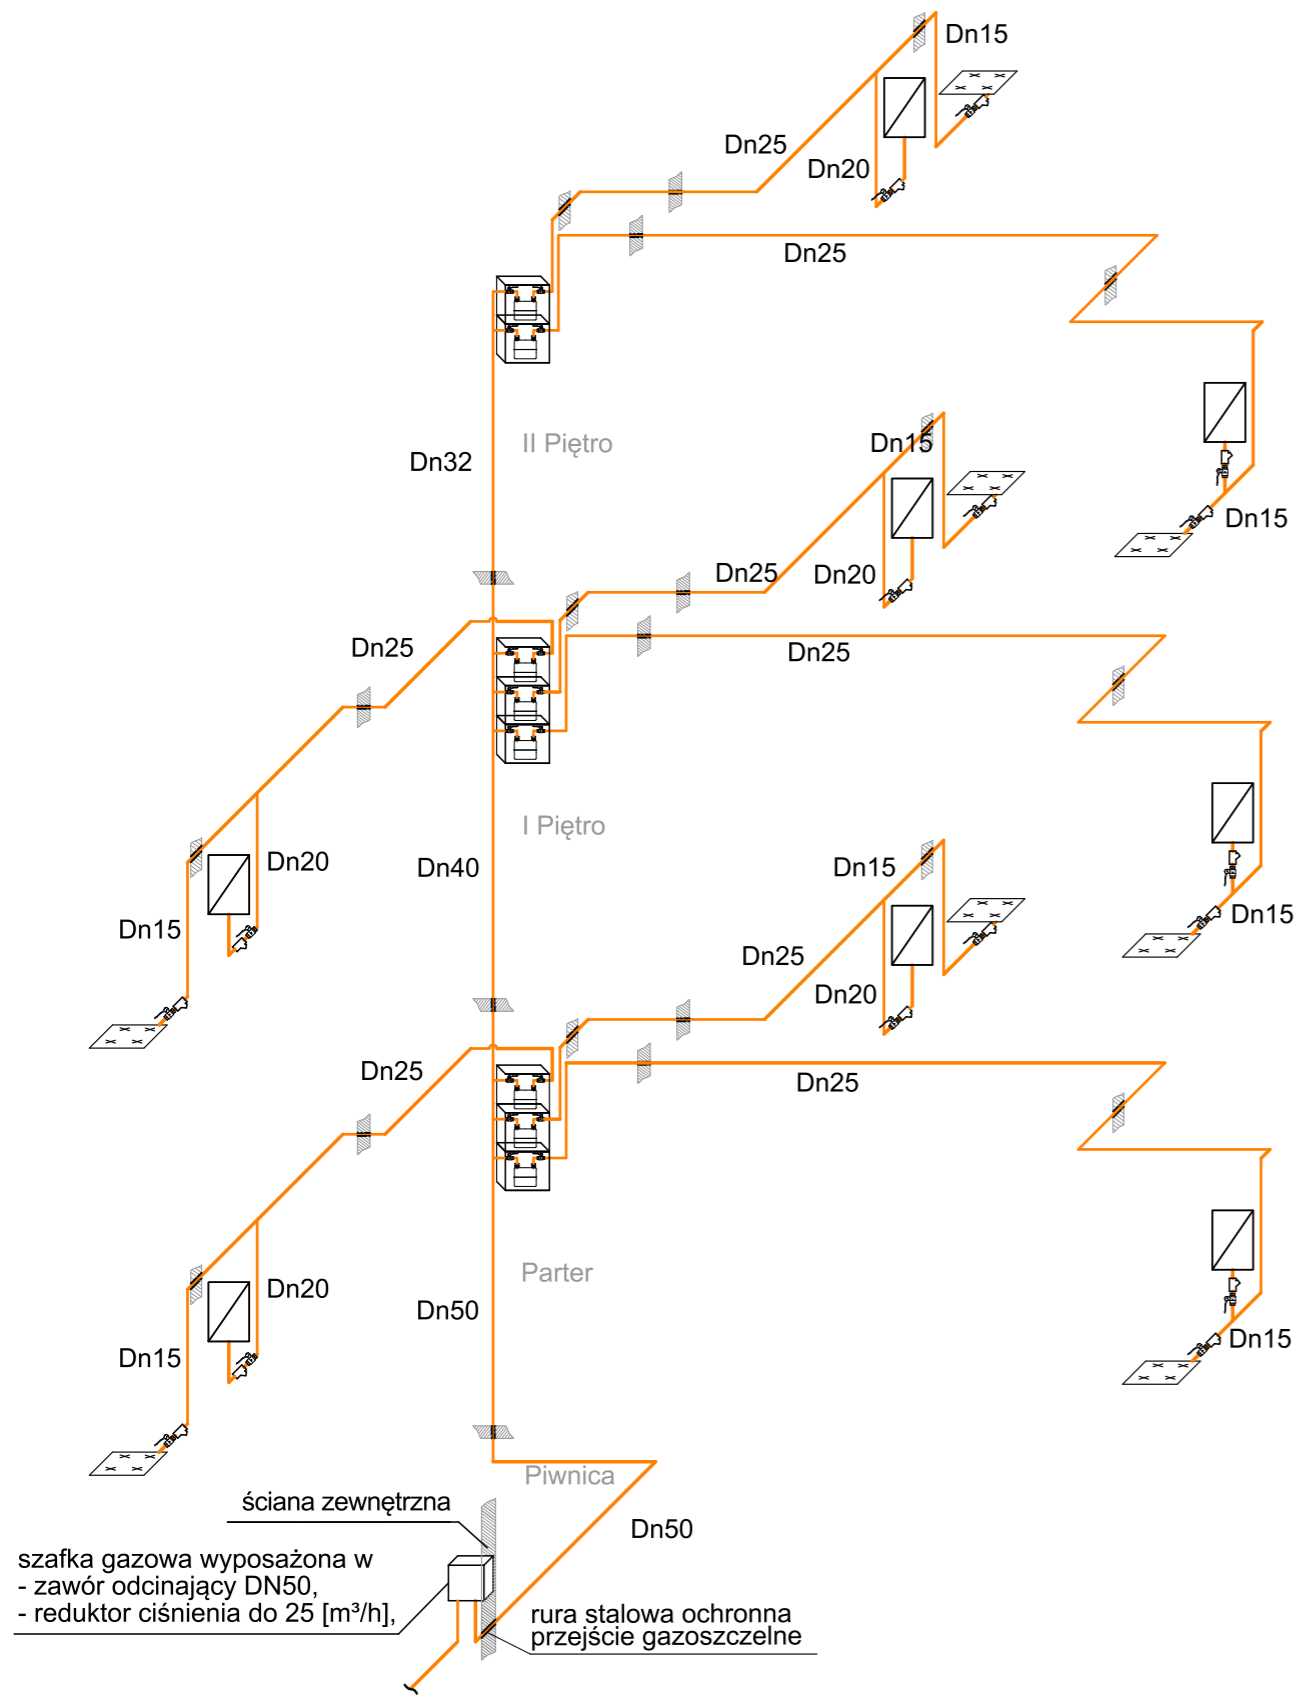 Dn15
Dn25
Dn20
Dn25
II Piętro
Dn15
Dn32
Dn15
Dn25
Dn20
Dn25
Dn25
I Piętro
Dn20
Dn40
Dn15
Dn15
Dn15
Dn25
Dn20
Dn25
Dn25
Parter
Dn20
Dn50
Dn15
Dn15
Piwnica
ściana zewnętrzna
Dn50
szafka gazowa wyposażona w
- zawór odcinający DN50,
- reduktor ciśnienia do 25 [m³/h],
rura stalowa ochronna
przejście gazoszczelne